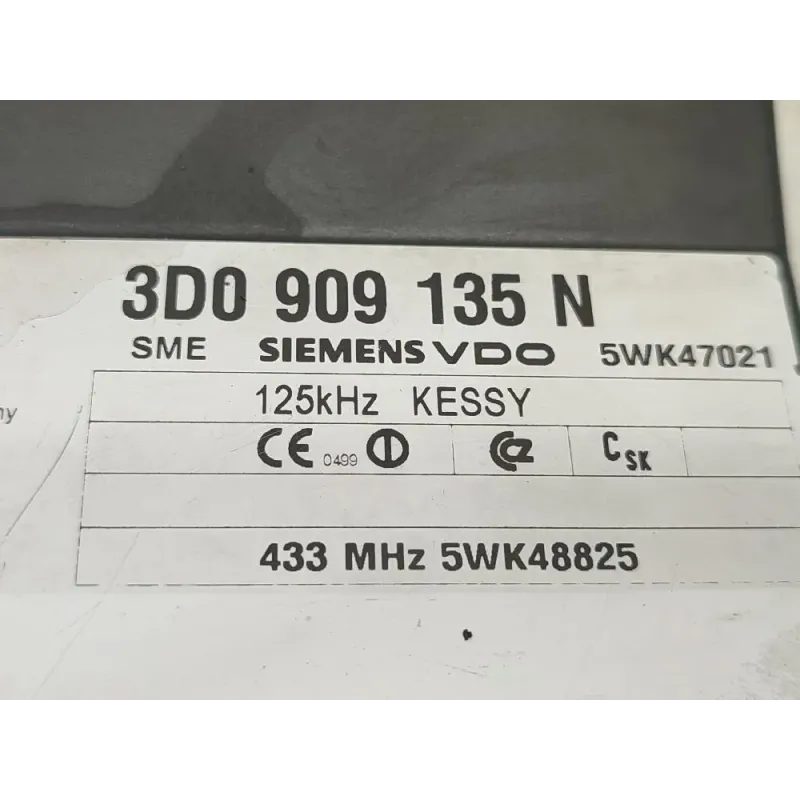 3D0 909 135 N
SME SIEMENS VDO 5WK47021
125kHz KESSY
CE 0499
CSK
433 MHz 5WK48825